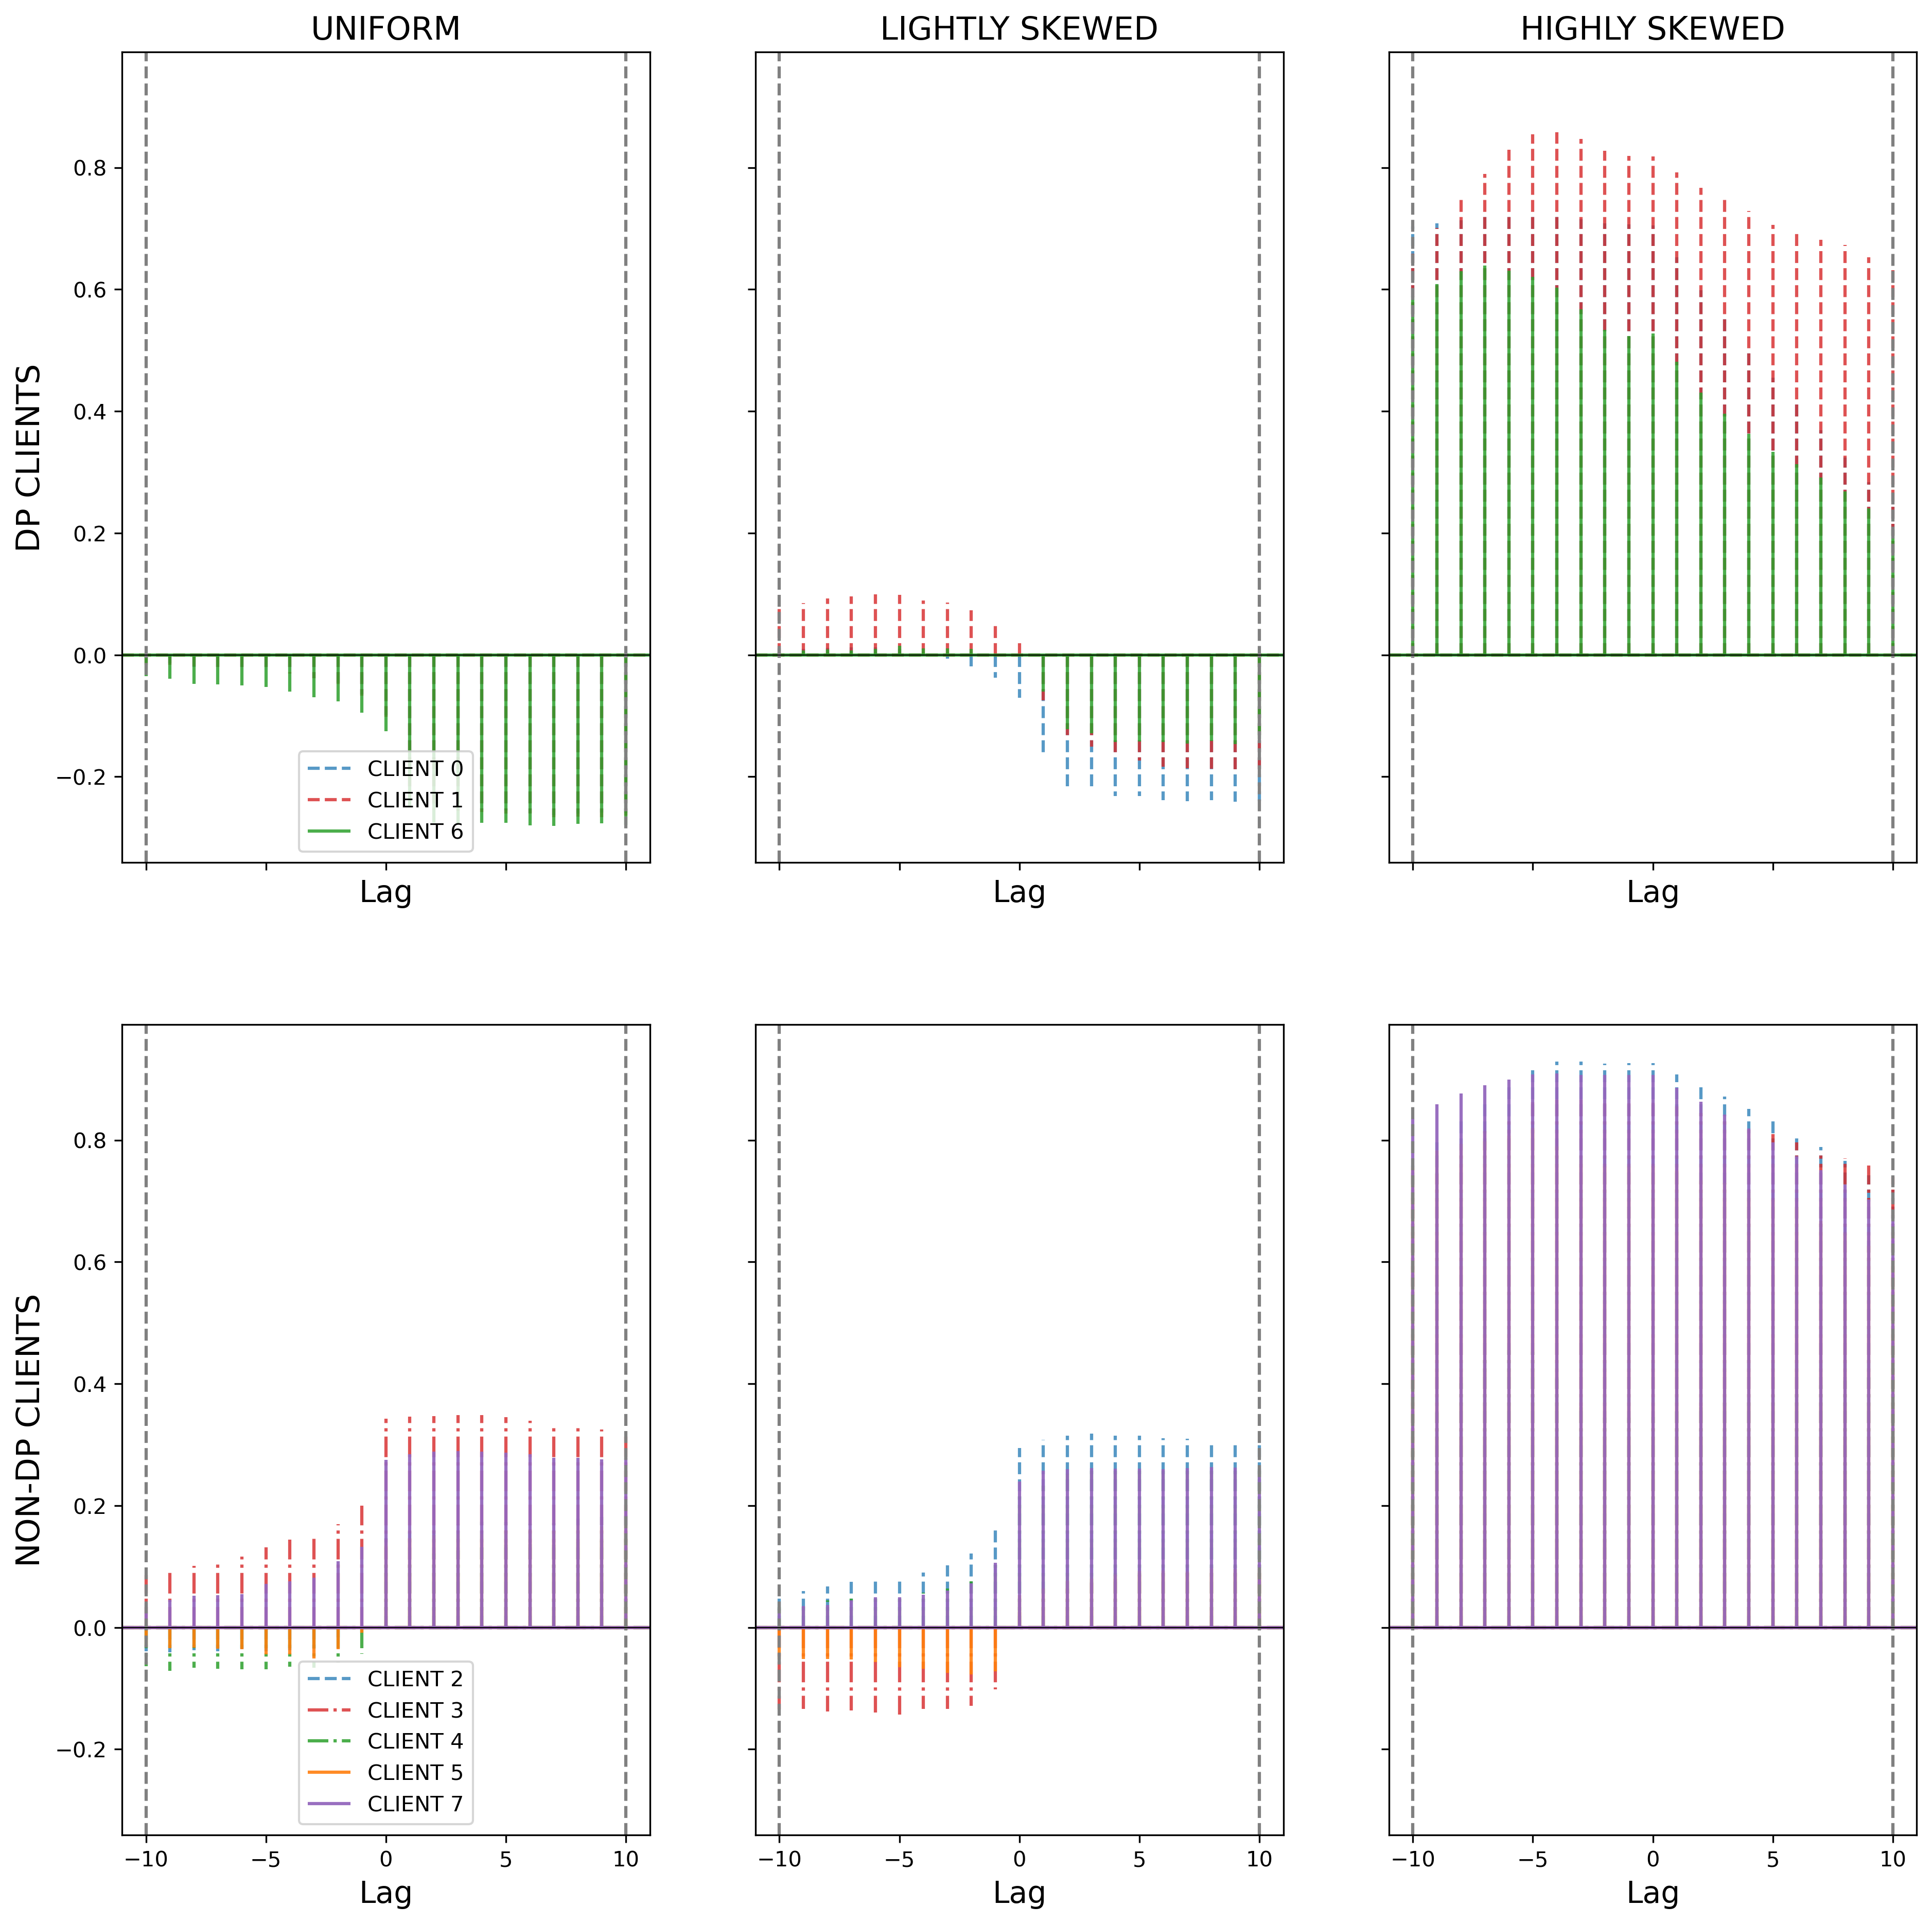 UNIFORM
LIGHTLY SKEWED
HIGHLY SKEWED
DP CLIENTS
0.8
0.6
0.4
0.2
0.0
−0.2
CLIENT 0
CLIENT 1
CLIENT 6
Lag
Lag
Lag
NON-DP CLIENTS
0.8
0.6
0.4
0.2
0.0
−0.2
CLIENT 2
CLIENT 3
CLIENT 4
CLIENT 5
CLIENT 7
−10 −5 0 5 10
−10 −5 0 5 10
−10 −5 0 5 10
Lag
Lag
Lag